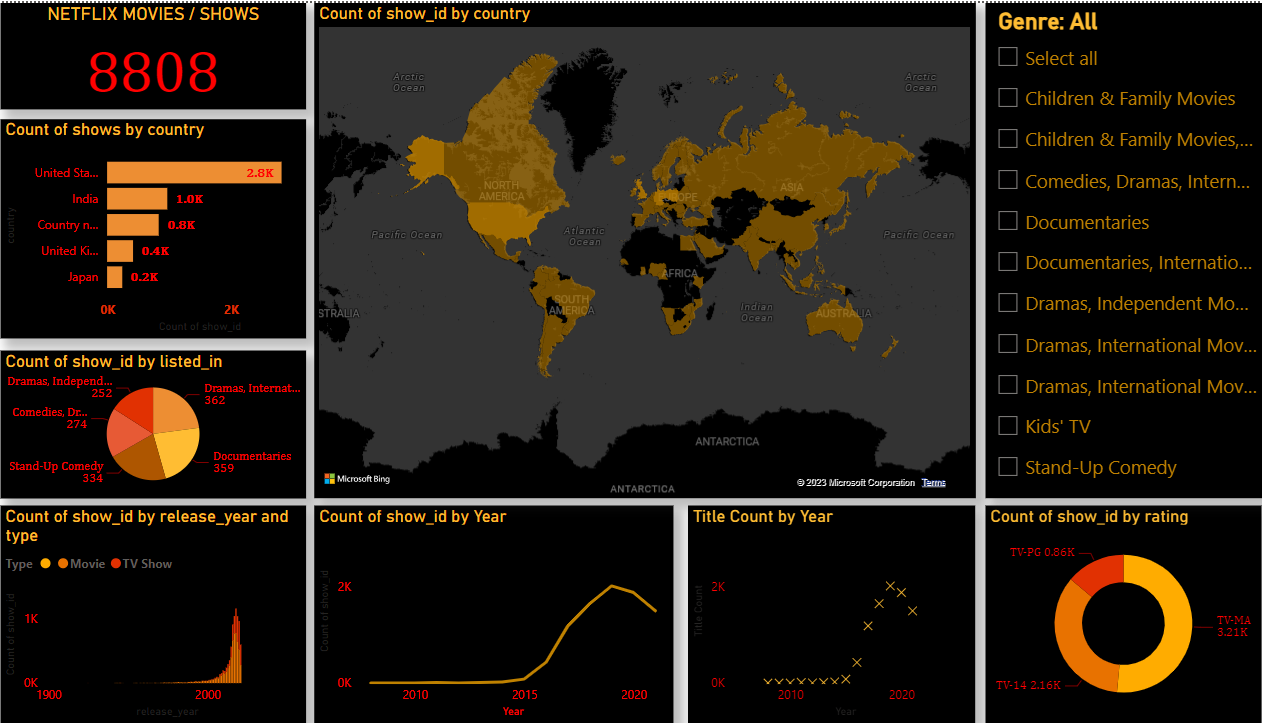 NETFLIX MOVIES / SHOWS
8808
Count of shows by country
country
United Sta...
2.8K
India
1.0K
Country n...
0.8K
United Ki...
0.4K
Japan
0.2K
0K
2K
Count of show_id
Count of show_id by listed_in
Dramas, Independ...
252
Dramas, Internat...
362
Comedies, Dr...
274
Documentaries
359
Stand-Up Comedy
334
Count of show_id by country
Arctic
Ocean
Arctic
Ocean
NORTH
AMERICA
EUROPE
ASIA
Pacific Ocean
Atlantic
Ocean
Pacific Ocean
AFRICA
SOUTH
AMERICA
Indian
Ocean
STRALIA
AUSTRALIA
ANTARCTICA
ANTARCTICA
Microsoft Bing
© 2023 Microsoft Corporation Terms
Genre: All
Select all
Children & Family Movies
Children & Family Movies,...
Comedies, Dramas, Intern...
Documentaries
Documentaries, Internatio...
Dramas, Independent Mo...
Dramas, International Mov...
Dramas, International Mov...
Kids' TV
Stand-Up Comedy
Count of show_id by release_year and
type
Type Movie TV Show
Count of show_id
1K
0K
1900
2000
release_year
Count of show_id by Year
Count of show_id
2K
0K
2010
2015
2020
Year
Title Count by Year
Title Count
2K
0K
2010
2020
Year
Count of show_id by rating
TV-PG 0.86K
TV-MA
3.21K
TV-14 2.16K